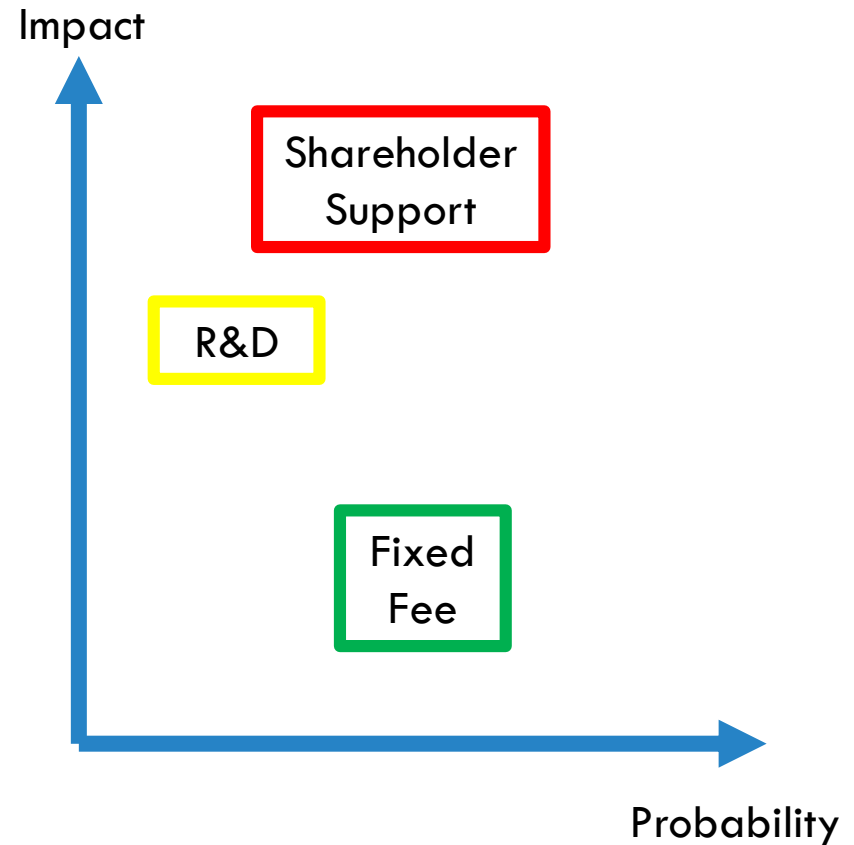 Impact
Shareholder
Support
R&D
Fixed
Fee
Probability